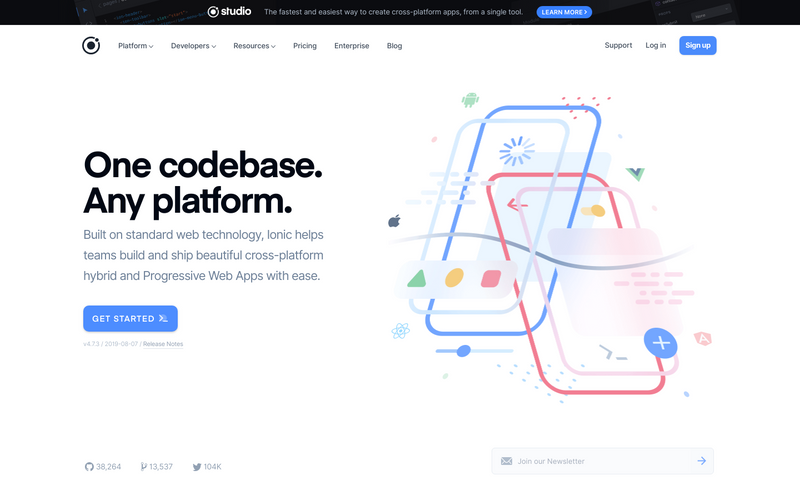 studio The fastest and easiest way to create cross-platform apps, from a single tool. LEARN MORE >
Platform Developers Resources Pricing Enterprise Blog Support Log in Sign up
One codebase.
Any platform.
Built on standard web technology, Ionic helps
teams build and ship beautiful cross-platform
hybrid and Progressive Web Apps with ease.
GET STARTED
v4.7.3 / 2019-08-07 / Release Notes
38,264 13,537 104K Join our Newsletter